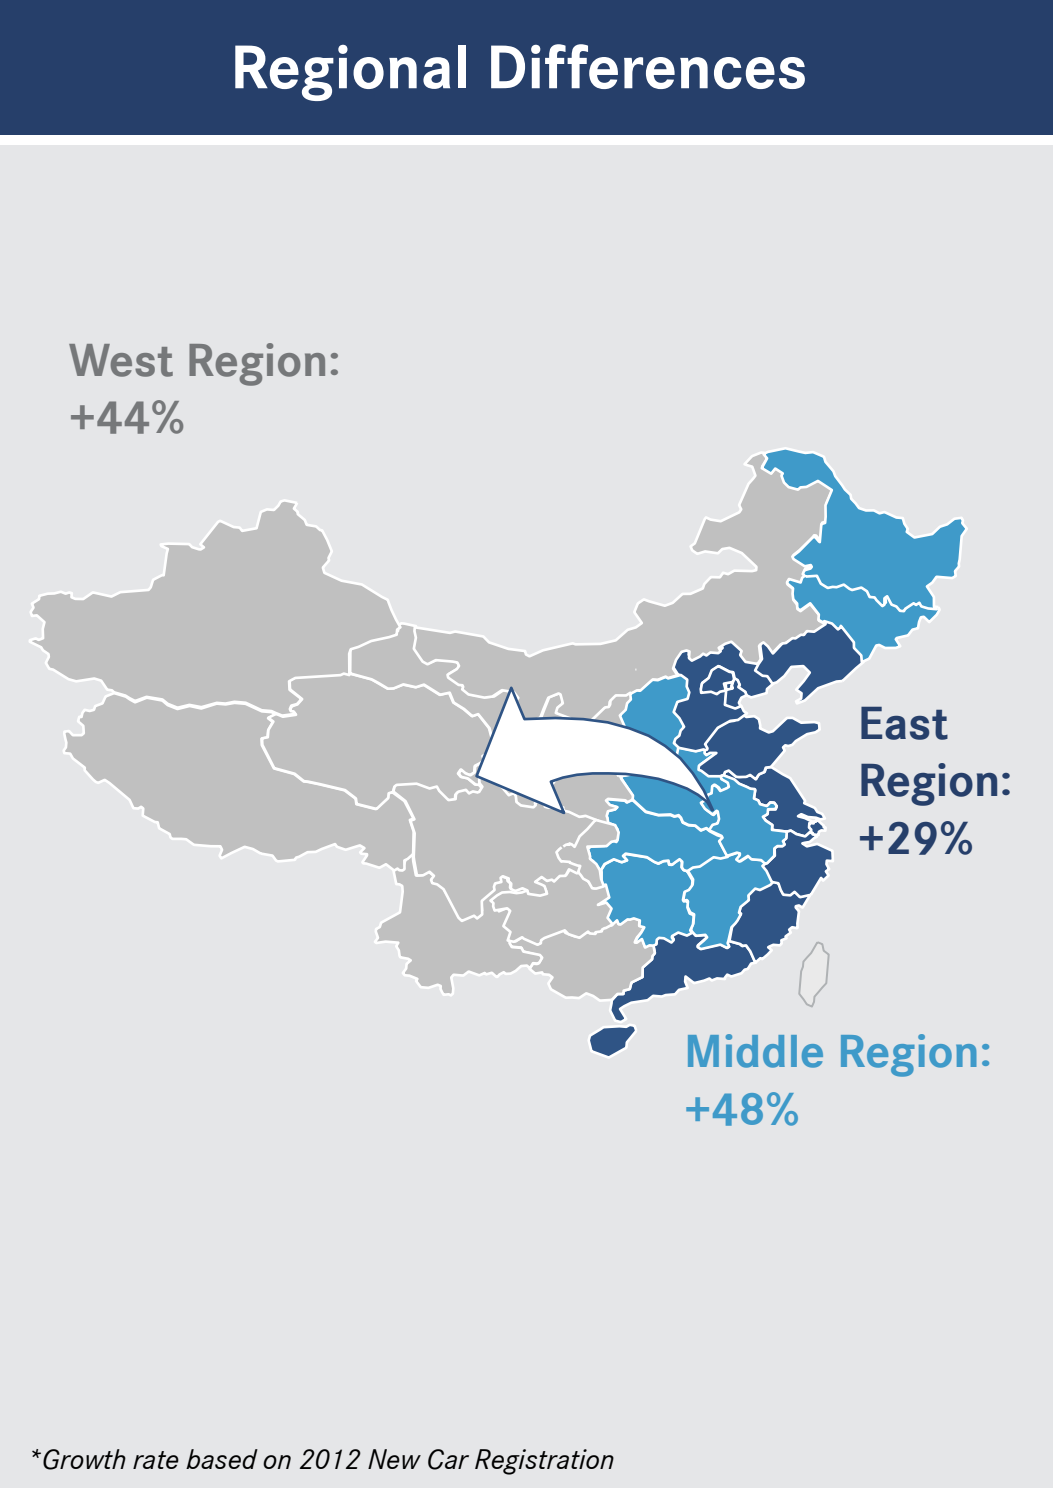 Regional Differences
West Region:
+44%
East
Region:
+29%
Middle Region:
+48%
*Growth rate based on 2012 New Car Registration